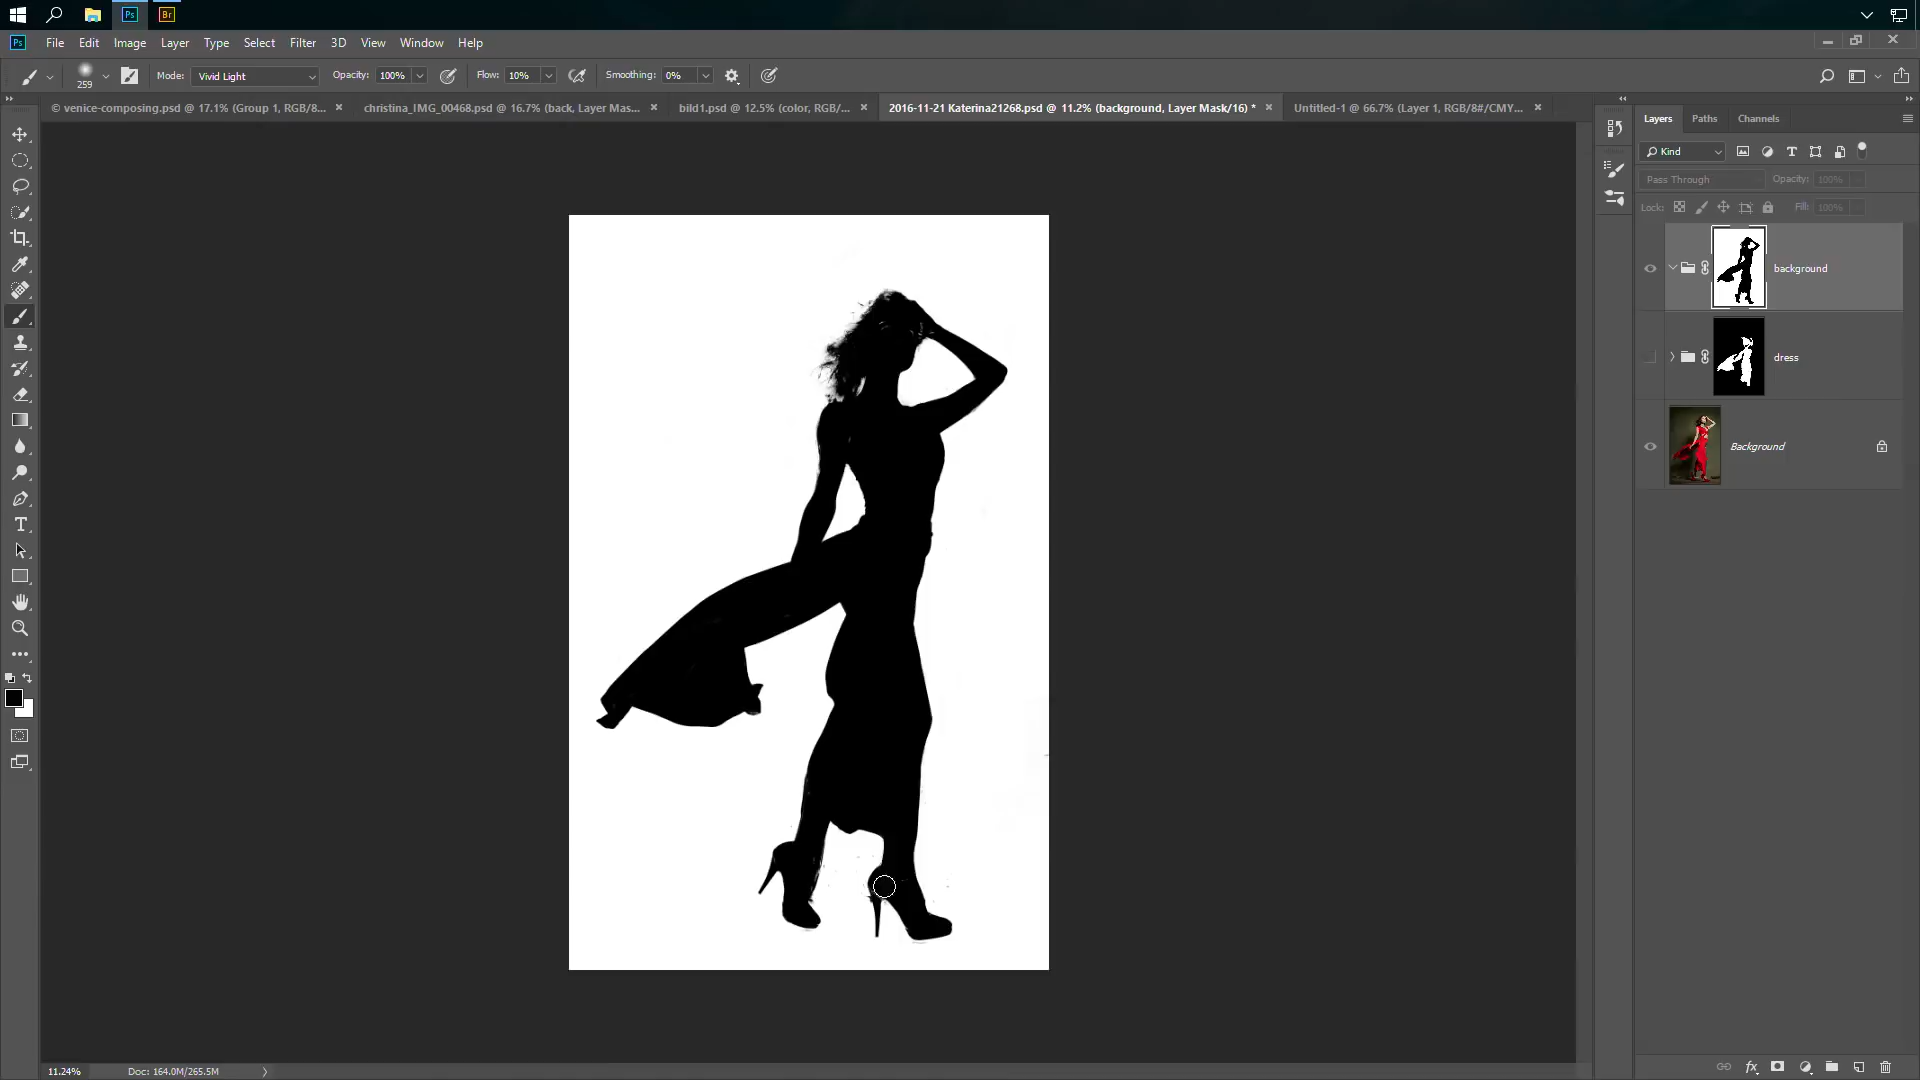 Ps Br
Ps File Edit Image Layer Type Select Filter 3D View Window Help
259 Mode: Vivid Light Opacity: 100% Flow: 10% Smoothing: 0%
© venice-composing.psd @ 17.1% (Group 1, RGB/8... × christina_IMG_00468.psd @ 16.7% (back, Layer Mas... × bild1.psd @ 12.5% (color, RGB/... × 2016-11-21 Katerina21268.psd @ 11.2% (background, Layer Mask/16) * × Untitled-1 @ 66.7% (Layer 1, RGB/8#/CMY... ×
Layers Paths Channels
Kind
Pass Through Opacity: 100%
Lock: Fill: 100%
background
dress
Background
11.24% Doc: 164.0M/265.5M